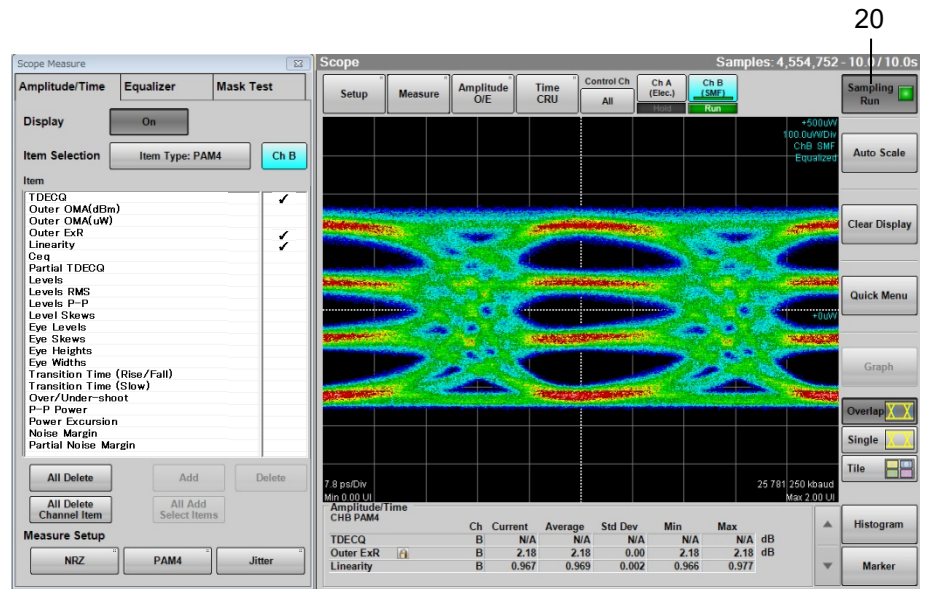 20
Scope Measure
Amplitude/Time Equalizer Mask Test
Display On
Item Selection Item Type: PAM4 Ch B
Item
TDECQ ✓
Outer OMA(dBm)
Outer OMA(uW)
Outer ExR ✓
Linearity ✓
Ceq
Partial TDECQ
Levels
Levels RMS
Levels P-P
Level Skews
Eye Levels
Eye Skews
Eye Heights
Eye Widths
Transition Time (Rise/Fall)
Transition Time (Slow)
Over/Under-shoot
P-P Power
Power Excursion
Noise Margin
Partial Noise Margin
All Delete Add Delete
All Delete Channel Item All Add Select Items
Measure Setup
NRZ PAM4 Jitter
Scope Samples: 4,554,752 - 10.0/10.0s
Setup Measure Amplitude O/E Time CRU Control Ch All Ch A (Elec.) Hold Ch B (SMF) Run
+500uW
100.0uW/Div
ChB SMF
Equalized
+0uW
7.8 ps/Div 25 781 250 kbaud
Min 0.00 UI Max 2.00 UI
Sampling Run
Auto Scale
Clear Display
Quick Menu
Graph
Overlap
Single
Tile
Histogram
Marker
Amplitude/Time
CHB PAM4
Ch Current Average Std Dev Min Max
TDECQ B N/A N/A N/A N/A N/A dB
Outer ExR B 2.18 2.18 0.00 2.18 2.18 dB
Linearity B 0.967 0.969 0.002 0.966 0.977